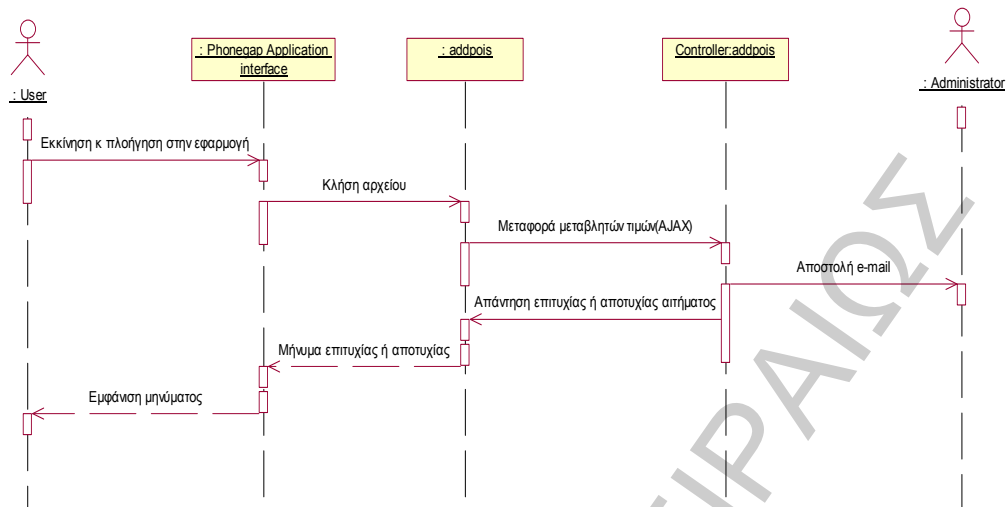 : User
: Phonegap Application
interface
: addpois
Controller:addpois
: Administrator
Εκκίνηση κ πλοήγηση στην εφαρμογή
Κλήση αρχείου
Μεταφορά μεταβλητών τιμών(AJAX)
Αποστολή e-mail
Απάντηση επιτυχίας ή αποτυχίας αιτήματος
Μήνυμα επιτυχίας ή αποτυχίας
Εμφάνιση μηνύματος
ΕΙΡΑΙΩΣ